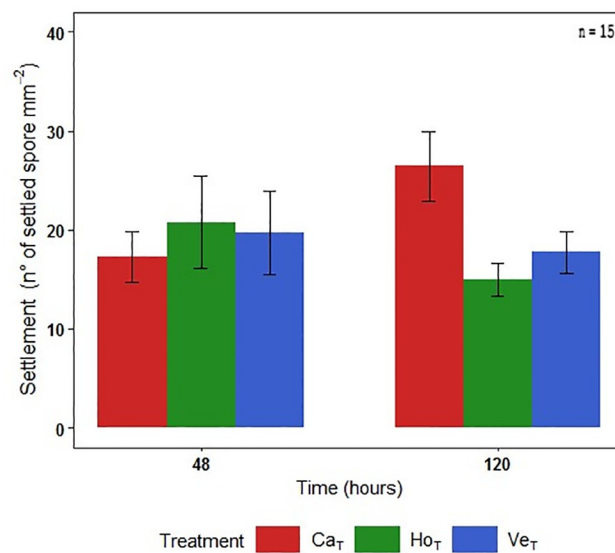 n = 15
40
30
20
10
0
Settlement (n° of settled spore mm⁻²)
48 120
Time (hours)
Treatment Ca_T Ho_T Ve_T